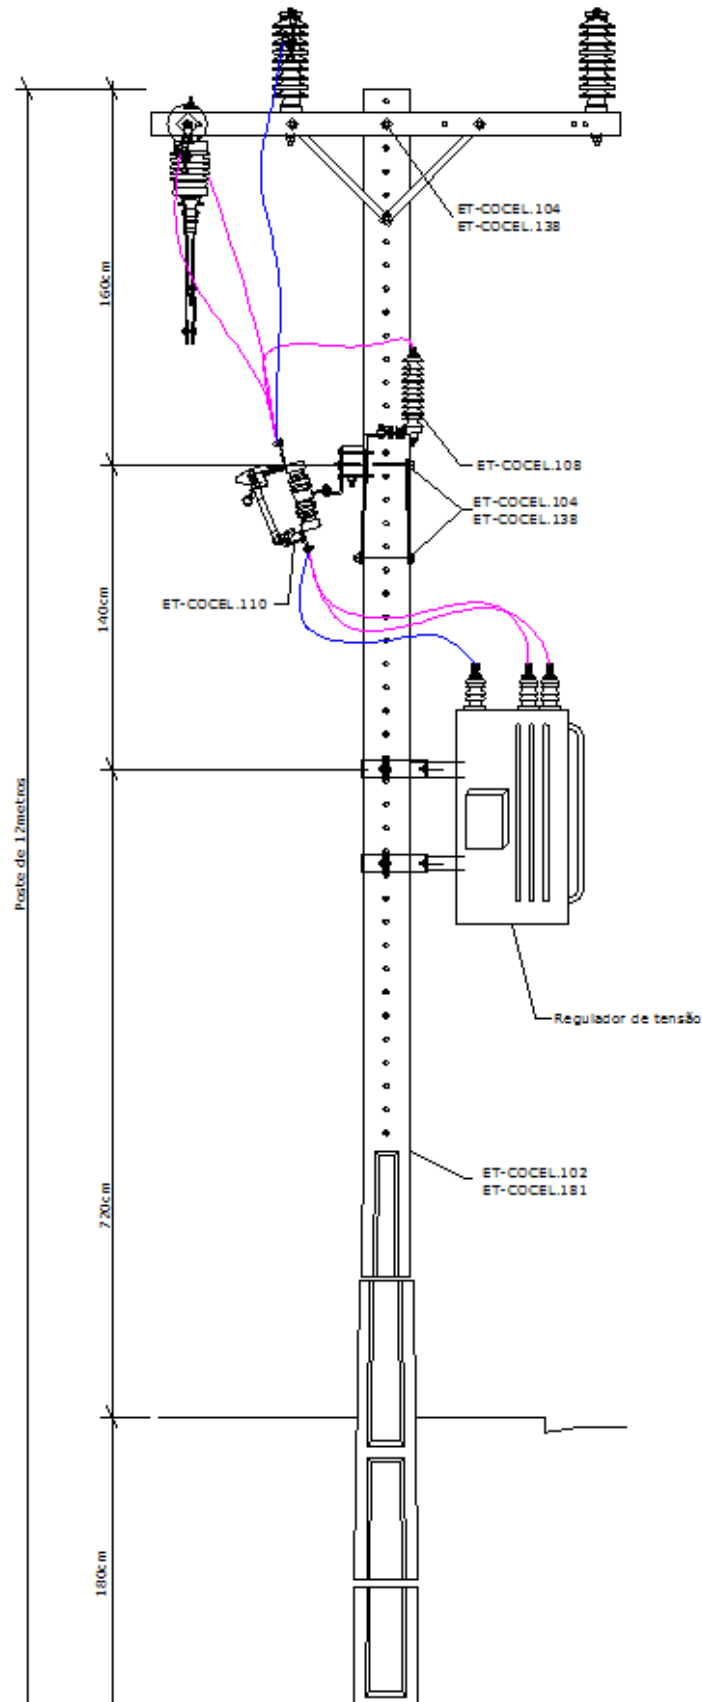 ET-COCEL.104
ET-COCEL.138
160cm
ET-COCEL.108
ET-COCEL.104
ET-COCEL.138
ET-COCEL.110
140cm
Poste de 12metros
Regulador de tensão
ET-COCEL.102
ET-COCEL.181
720cm
180cm